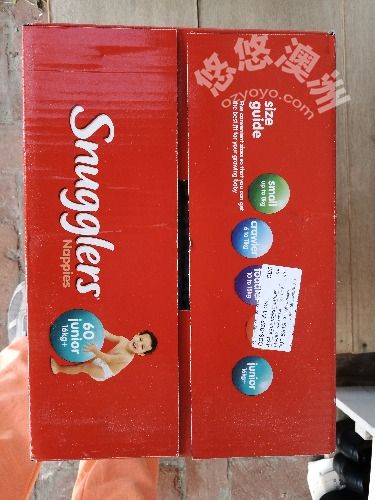 悠悠澳洲
ozyoyo.com
Snugglers
Nappies
60
junior
16kg+
size
guide
Five convenient sizes so that you can get
the best fit for your growing baby
small
up to 8kg
crawler
6 to 11kg
toddler
10 to 15kg
junior
16kg+